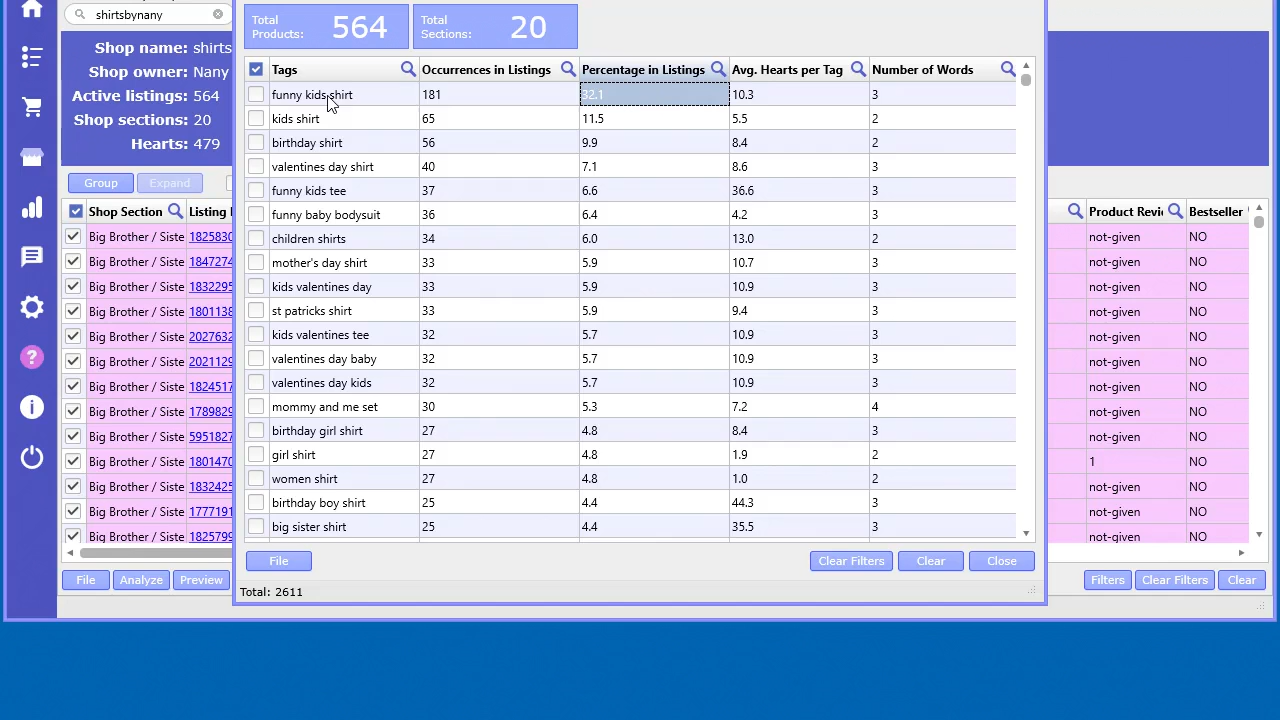 shirtsbynany
Shop name: shirts
Shop owner: Nany
Active listings: 564
Shop sections: 20
Hearts: 479
Group Expand
Shop Section Listing
Big Brother / Siste 1825830
Big Brother / Siste 1847274
Big Brother / Siste 1832295
Big Brother / Siste 1801138
Big Brother / Siste 2027632
Big Brother / Siste 2021129
Big Brother / Siste 1824517
Big Brother / Siste 1789829
Big Brother / Siste 5951827
Big Brother / Siste 1801470
Big Brother / Siste 1832425
Big Brother / Siste 1777191
Big Brother / Siste 1825799
File Analyze Preview
Total Products: 564 Total Sections: 20
Tags Occurrences in Listings Percentage in Listings Avg. Hearts per Tag Number of Words
funny kids shirt 181 32.1 10.3 3
kids shirt 65 11.5 5.5 2
birthday shirt 56 9.9 8.4 2
valentines day shirt 40 7.1 8.6 3
funny kids tee 37 6.6 36.6 3
funny baby bodysuit 36 6.4 4.2 3
children shirts 34 6.0 13.0 2
mother's day shirt 33 5.9 10.7 3
kids valentines day 33 5.9 10.9 3
st patricks shirt 33 5.9 9.4 3
kids valentines tee 32 5.7 10.9 3
valentines day baby 32 5.7 10.9 3
valentines day kids 32 5.7 10.9 3
mommy and me set 30 5.3 7.2 4
birthday girl shirt 27 4.8 8.4 3
girl shirt 27 4.8 1.9 2
women shirt 27 4.8 1.0 2
birthday boy shirt 25 4.4 44.3 3
big sister shirt 25 4.4 35.5 3
File Clear Filters Clear Close
Total: 2611
Product Revi Bestseller
not-given NO
not-given NO
not-given NO
not-given NO
not-given NO
not-given NO
not-given NO
not-given NO
not-given NO
1 NO
not-given NO
not-given NO
not-given NO
Filters Clear Filters Clear